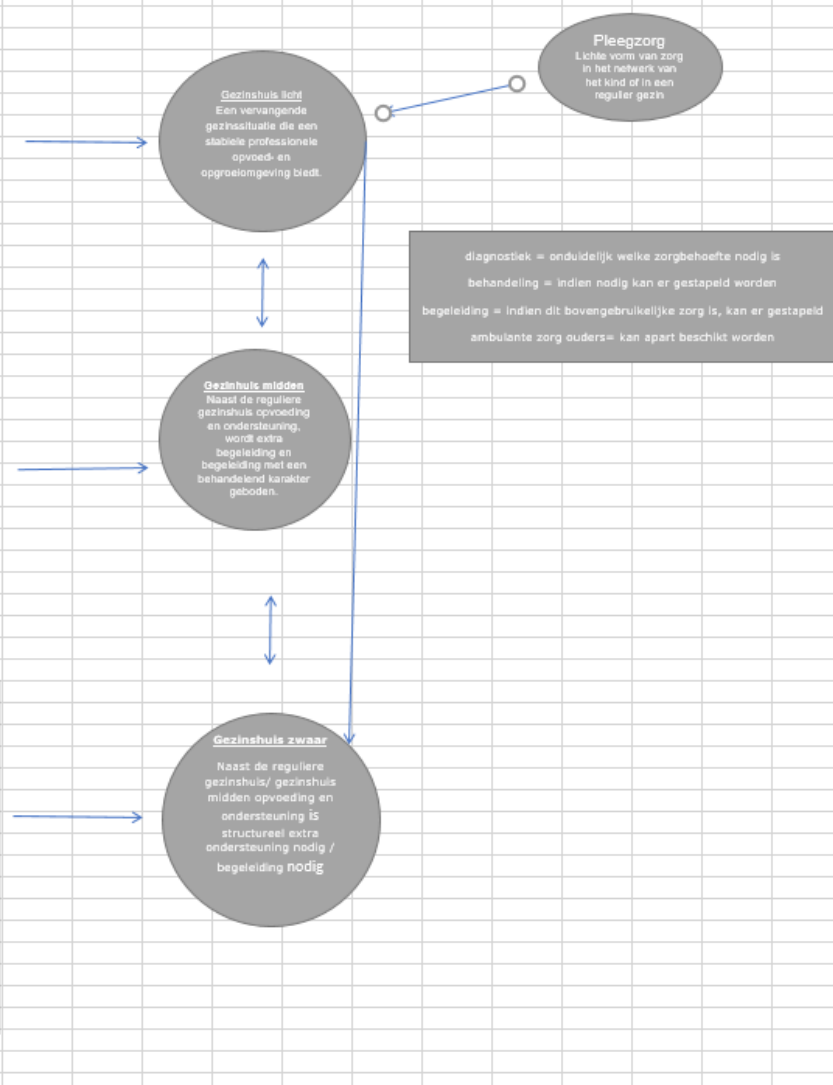 Pleegzorg
Lichte vorm van zorg
in het netwerk van
het kind of in een
regulier gezin
Gezinshuis licht
Een vervangende
gezinssituatie die een
stabiele professionele
opvoed- en
opgroeiomgeving biedt.
diagnostiek = onduidelijk welke zorgbehoefte nodig is
behandeling = indien nodig kan er gestapeld worden
begeleiding = indien dit bovengebruikelijke zorg is, kan er gestapeld
ambulante zorg ouders= kan apart beschikt worden
Gezinhuis midden
Naast de reguliere
gezinshuis opvoeding
en ondersteuning,
wordt extra
begeleiding en
begeleiding met een
behandelend karakter
geboden.
Gezinshuis zwaar
Naast de reguliere
gezinshuis/ gezinshuis
midden opvoeding en
ondersteuning is
structureel extra
ondersteuning nodig /
begeleiding nodig